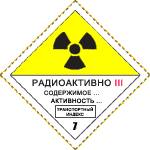 РАДИОАКТИВНО III
СОДЕРЖИМОЕ ...
АКТИВНОСТЬ ...
ТРАНСПОРТНЫЙ
ИНДЕКС
7